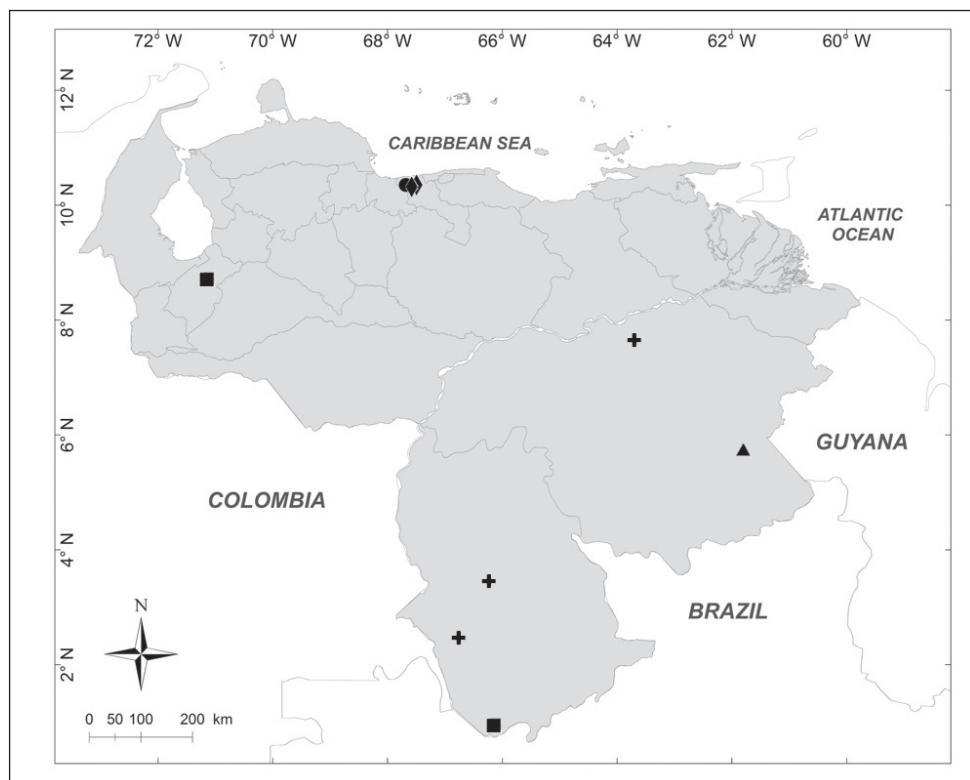 72° W 70° W 68° W 66° W 64° W 62° W 60° W
12° N
CARIBBEAN SEA
10° N
ATLANTIC
OCEAN
8° N
6° N
GUYANA
COLOMBIA
4° N
BRAZIL
N
2° N
0 50 100 200 km